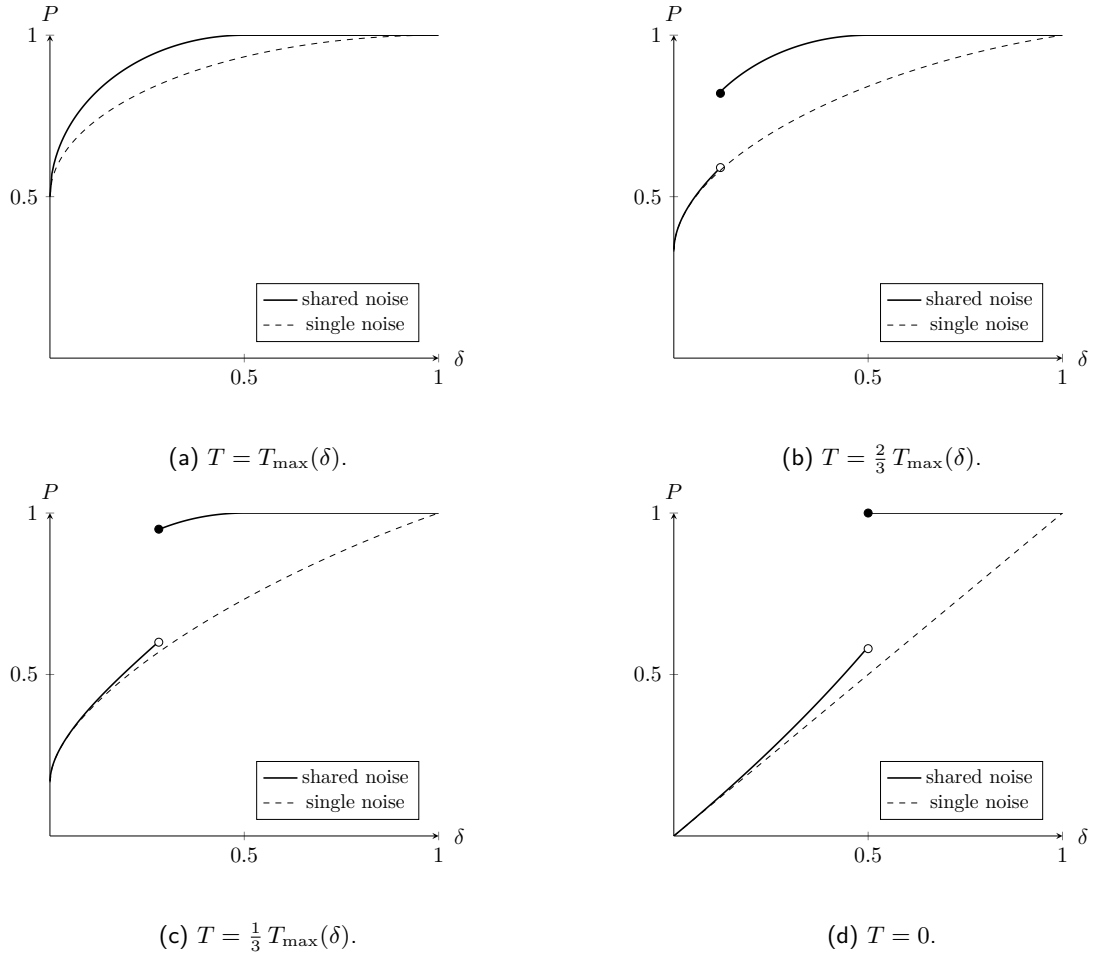 P
1
0.5
shared noise
single noise
0.5
1
δ
(a) T = T_max(δ).
P
1
0.5
shared noise
single noise
0.5
1
δ
(b) T = 2/3 T_max(δ).
P
1
0.5
shared noise
single noise
0.5
1
δ
(c) T = 1/3 T_max(δ).
P
1
0.5
shared noise
single noise
0.5
1
δ
(d) T = 0.